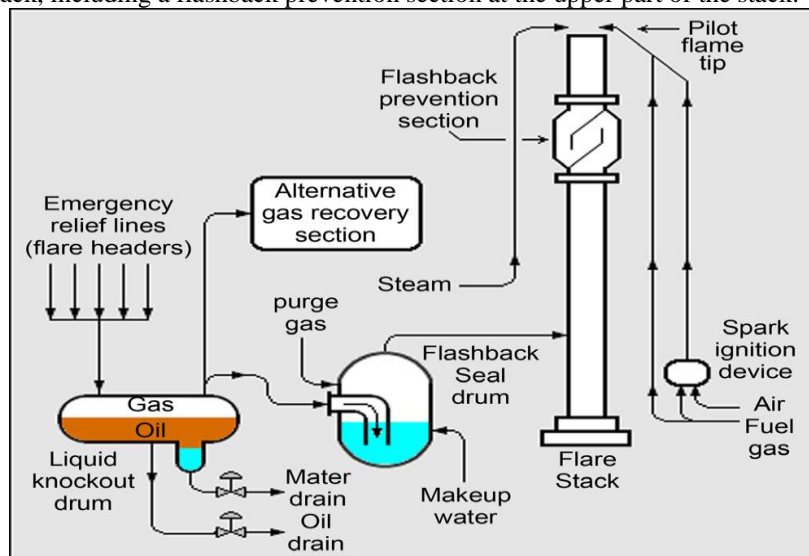 ack, including a flashback prevention section at the upper part of the stack.
Pilot
flame
tip
Flashback
prevention
section
Emergency
relief lines
(flare headers)
Alternative
gas recovery
section
Steam
purge
gas
Flashback
Seal
drum
Spark
ignition
device
Air
Fuel
gas
Gas
Oil
Liquid
knockout
drum
Mater
drain
Oil
drain
Makeup
water
Flare
Stack